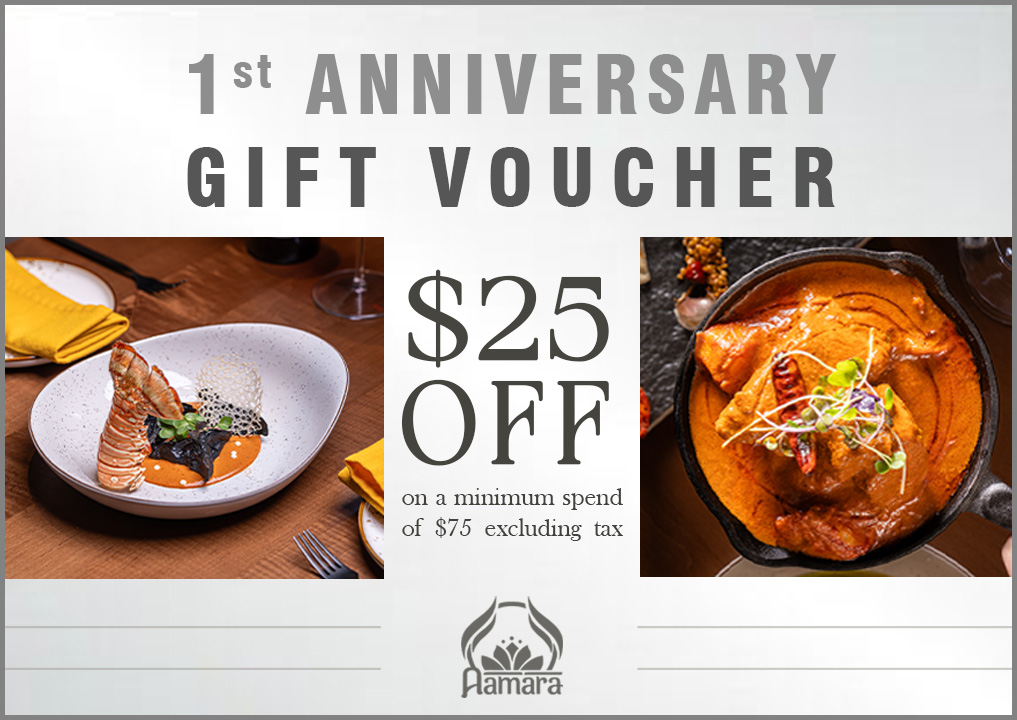 1st ANNIVERSARY
GIFT VOUCHER
$25
OFF
on a minimum spend
of $75 excluding tax
Aamara